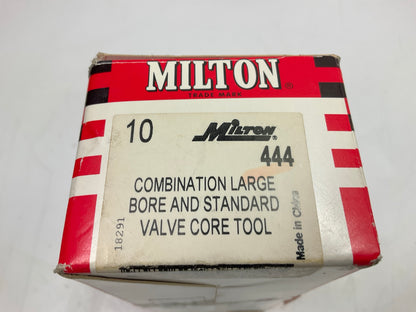 MILTON®
TRADE MARK
10
MILTON®
444
COMBINATION LARGE
BORE AND STANDARD
VALVE CORE TOOL
18291
Made in China